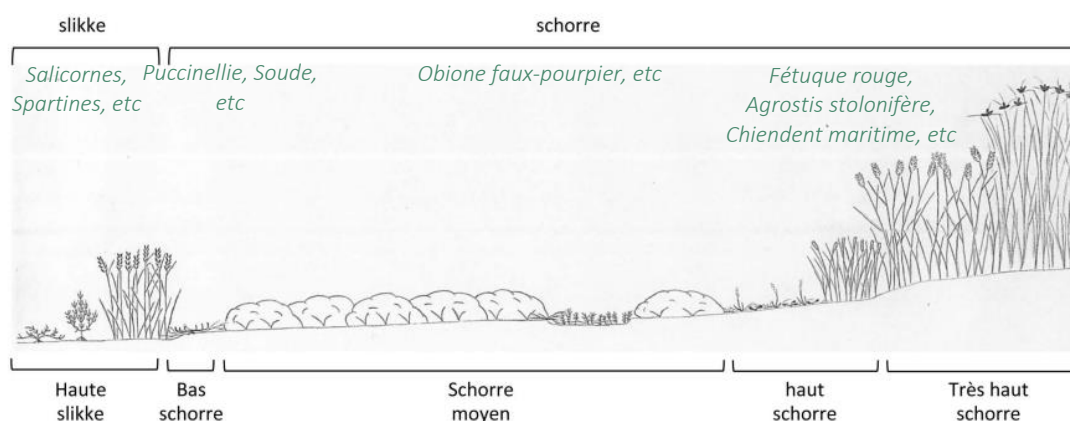 slikke
schorre
Salicornes,
Spartines, etc
Puccinellie, Soude,
etc
Obione faux-pourpier, etc
Fétuque rouge,
Agrostis stolonifère,
Chiendent maritime, etc
Haute
slikke
Bas
schorre
Schorre
moyen
haut
schorre
Très haut
schorre